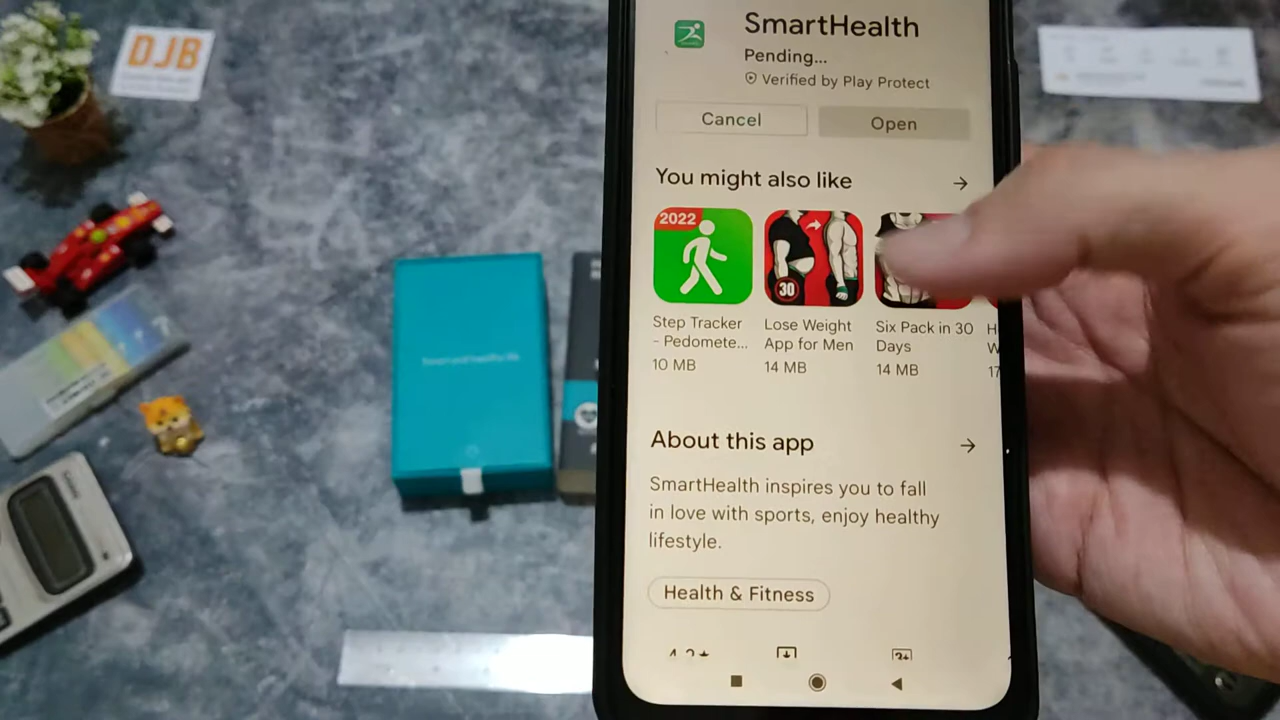 DJB
SmartHealth
Pending...
Verified by Play Protect
Cancel
Open
You might also like
2022
30
Step Tracker
- Pedomete...
10 MB
Lose Weight
App for Men
14 MB
Six Pack in 30
Days
14 MB
About this app
SmartHealth inspires you to fall
in love with sports, enjoy healthy
lifestyle.
Health & Fitness